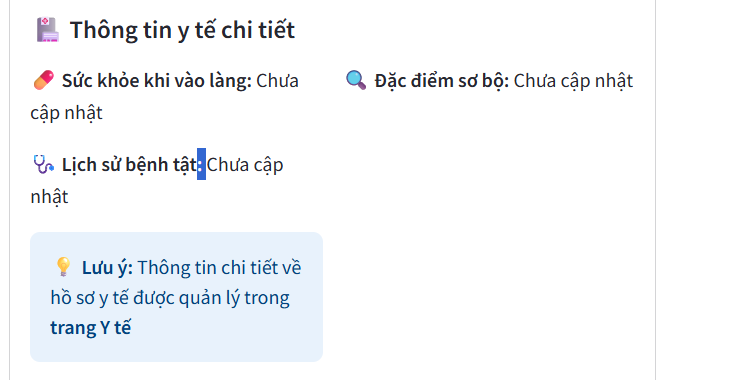 Thông tin y tế chi tiết
Sức khỏe khi vào làng: Chưa
cập nhật
Đặc điểm sơ bộ: Chưa cập nhật
Lịch sử bệnh tật: Chưa cập
nhật
Lưu ý: Thông tin chi tiết về
hồ sơ y tế được quản lý trong
trang Y tế